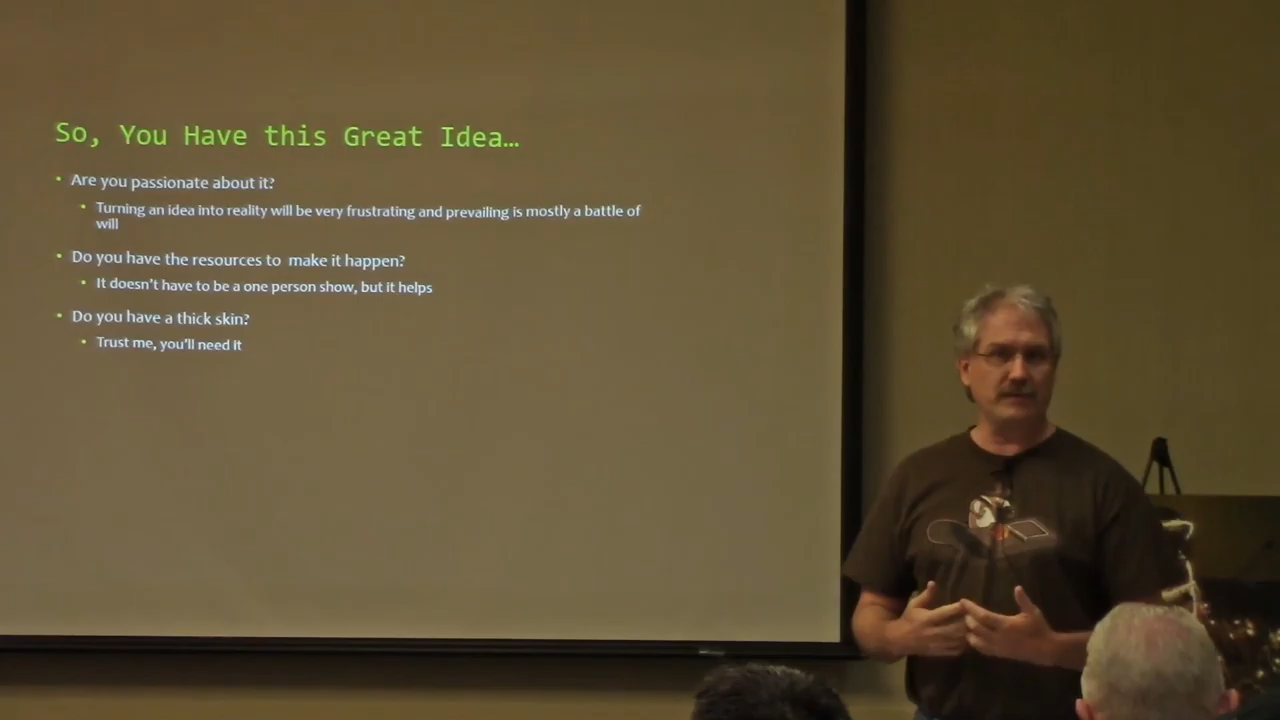 So, You Have this Great Idea…
• Are you passionate about it?
• Turning an idea into reality will be very frustrating and prevailing is mostly a battle of
will
• Do you have the resources to  make it happen?
• It doesn't have to be a one person show, but it helps
• Do you have a thick skin?
• Trust me, you'll need it